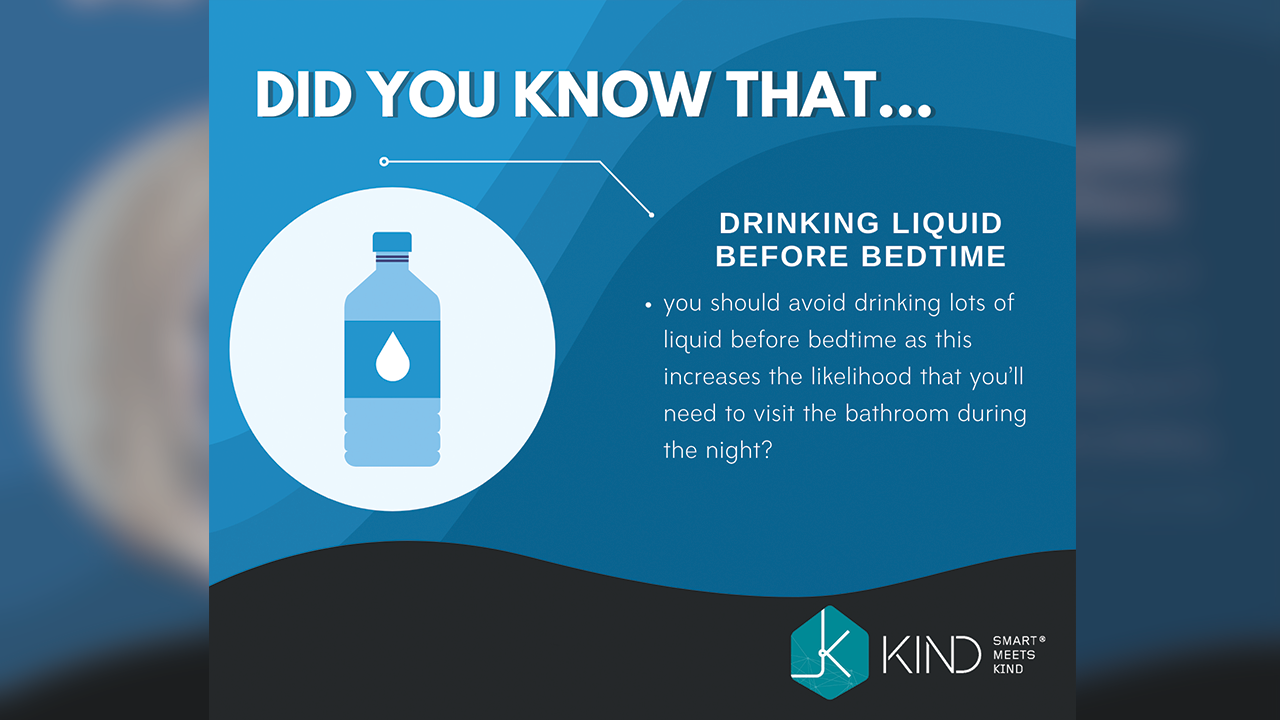 DID YOU KNOW THAT...
DRINKING LIQUID
BEFORE BEDTIME
• you should avoid drinking lots of
liquid before bedtime as this
increases the likelihood that you'll
need to visit the bathroom during
the night?
KIND
SMART®
MEETS
KIND